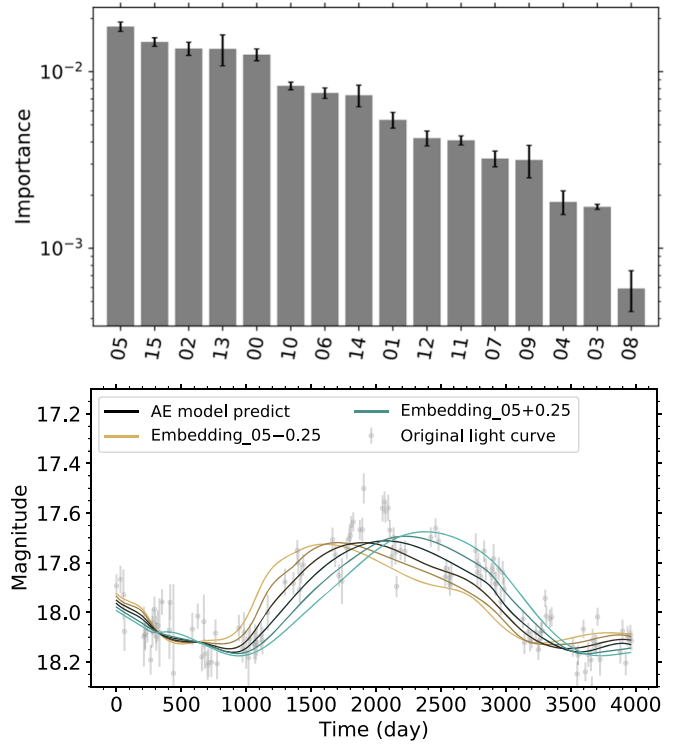 10⁻²
10⁻³
Importance
05 15 02 13 00 10 06 14 01 12 11 07 09 04 03 08
AE model predict
Embedding_05−0.25
Embedding_05+0.25
Original light curve
17.2
17.4
17.6
17.8
18.0
18.2
Magnitude
0 500 1000 1500 2000 2500 3000 3500 4000
Time (day)